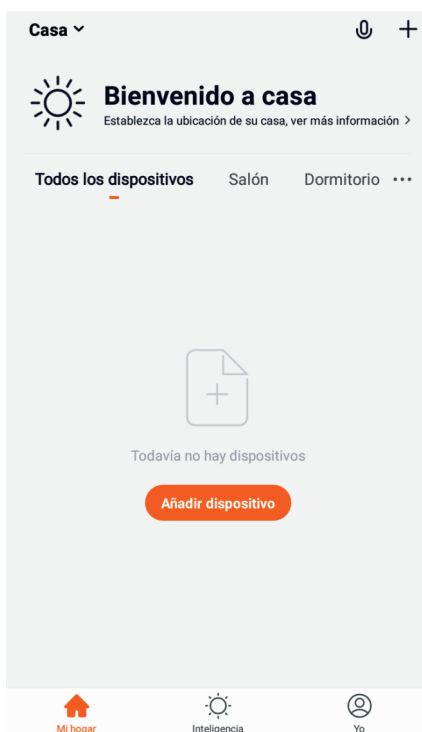 Casa
Bienvenido a casa
Establezca la ubicación de su casa, ver más información >
Todos los dispositivos Salón Dormitorio ...
Todavía no hay dispositivos
Añadir dispositivo
Mi hogar Inteligencia Yo